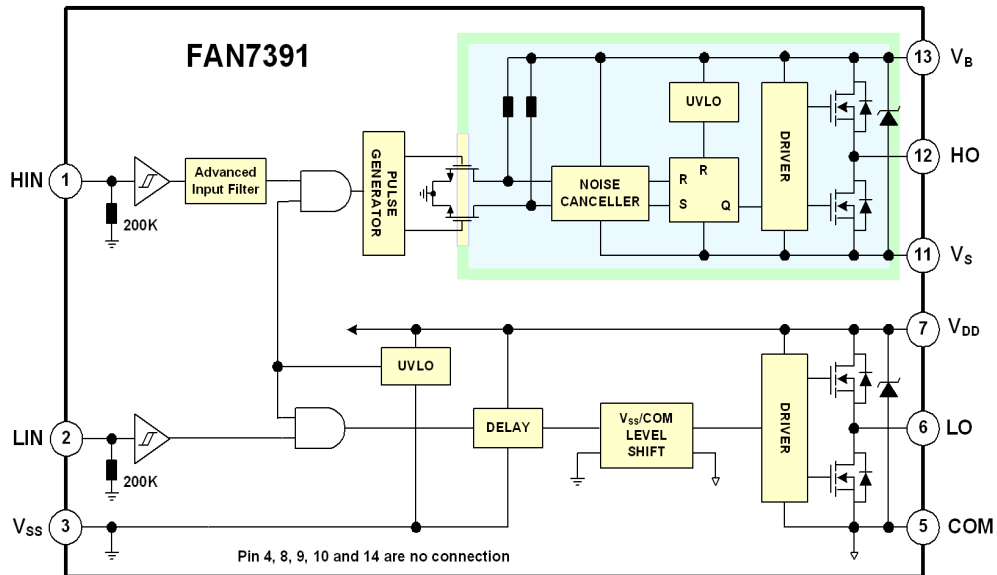 FAN7391
13 V_B
UVLO
DRIVER
HIN 1
Advanced
Input Filter
PULSE
GENERATOR
12 HO
NOISE
CANCELLER
R
R
S
Q
200K
11 V_S
7 V_DD
UVLO
LIN 2
DELAY
V_SS/COM
LEVEL
SHIFT
DRIVER
6 LO
200K
V_SS 3
5 COM
Pin 4, 8, 9, 10 and 14 are no connection